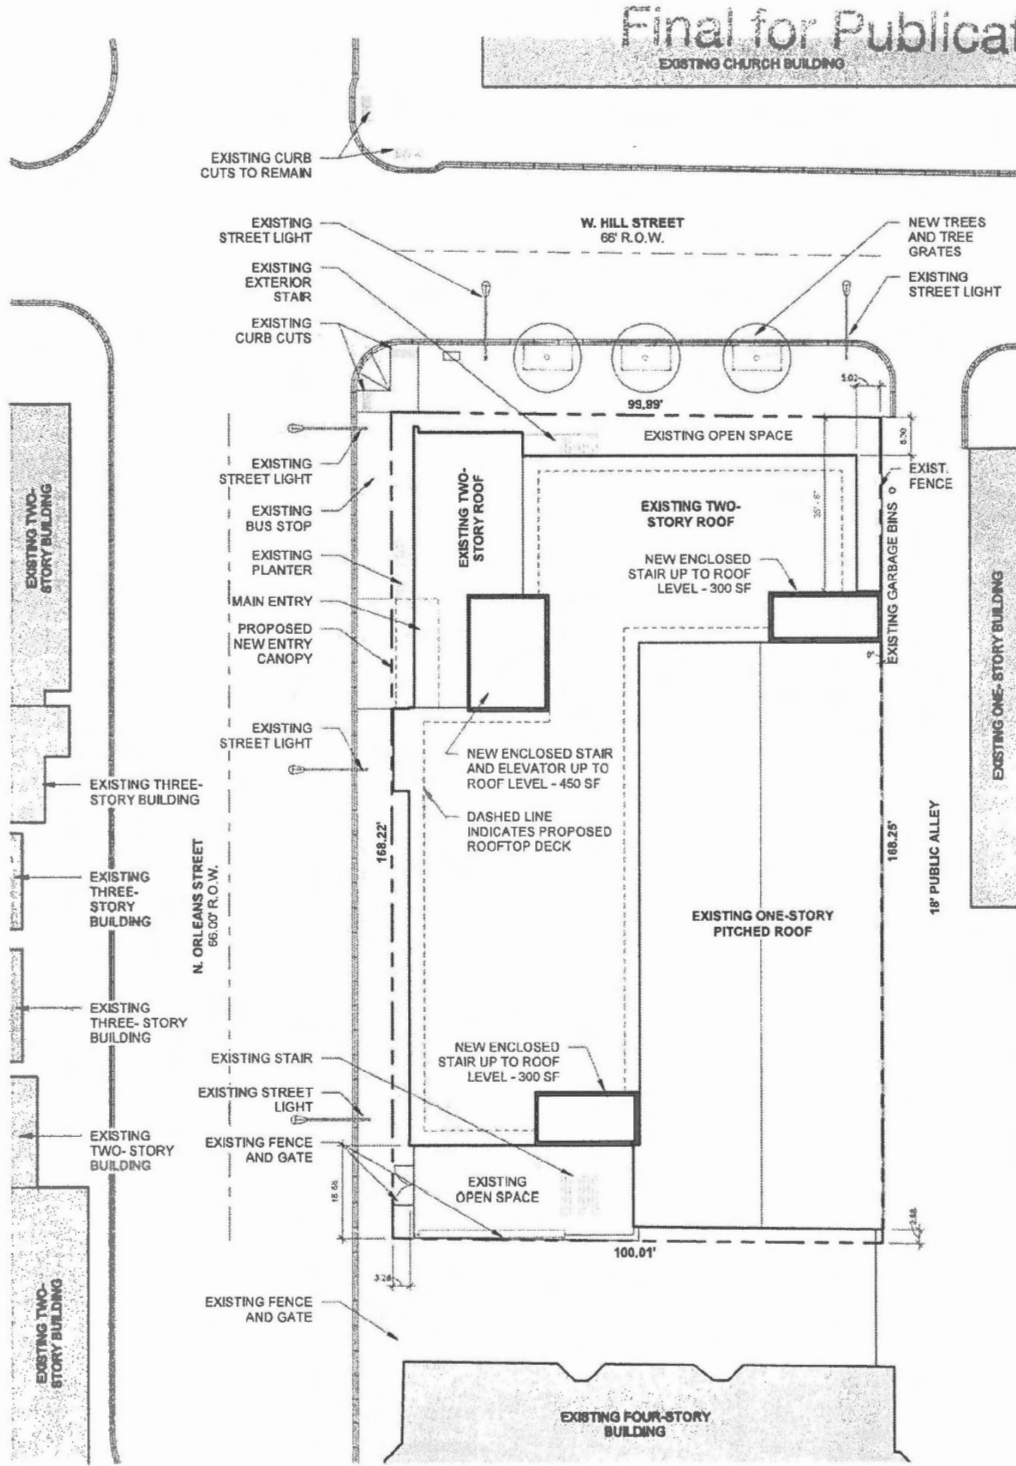 Final for Publicat
EXISTING CHURCH BUILDING
EXISTING CURB
CUTS TO REMAIN
EXISTING
STREET LIGHT
W. HILL STREET
66' R.O.W.
NEW TREES
AND TREE
GRATES
EXISTING
EXTERIOR
STAIR
EXISTING
STREET LIGHT
EXISTING
CURB CUTS
5.02
99.99'
EXISTING OPEN SPACE
EXISTING
STREET LIGHT
EXIST.
FENCE
EXISTING TWO-
STORY ROOF
EXISTING TWO-
STORY ROOF
35'-6"
EXISTING
BUS STOP
EXISTING GARBAGE BINS
EXISTING TWO-
STORY BUILDING
EXISTING
PLANTER
NEW ENCLOSED
STAIR UP TO ROOF
LEVEL - 300 SF
MAIN ENTRY
PROPOSED
NEW ENTRY
CANOPY
EXISTING ONE-STORY BUILDING
EXISTING
STREET LIGHT
NEW ENCLOSED STAIR
AND ELEVATOR UP TO
ROOF LEVEL - 450 SF
EXISTING THREE-
STORY BUILDING
DASHED LINE
INDICATES PROPOSED
ROOFTOP DECK
168.22'
168.25'
18' PUBLIC ALLEY
EXISTING
THREE-
STORY
BUILDING
N. ORLEANS STREET
66.00' R.O.W.
EXISTING ONE-STORY
PITCHED ROOF
EXISTING
THREE- STORY
BUILDING
NEW ENCLOSED
STAIR UP TO ROOF
LEVEL - 300 SF
EXISTING STAIR
EXISTING STREET
LIGHT
EXISTING
TWO- STORY
BUILDING
EXISTING FENCE
AND GATE
EXISTING
OPEN SPACE
100.01'
3.26
EXISTING FENCE
AND GATE
EXISTING TWO-
STORY BUILDING
EXISTING FOUR-STORY
BUILDING